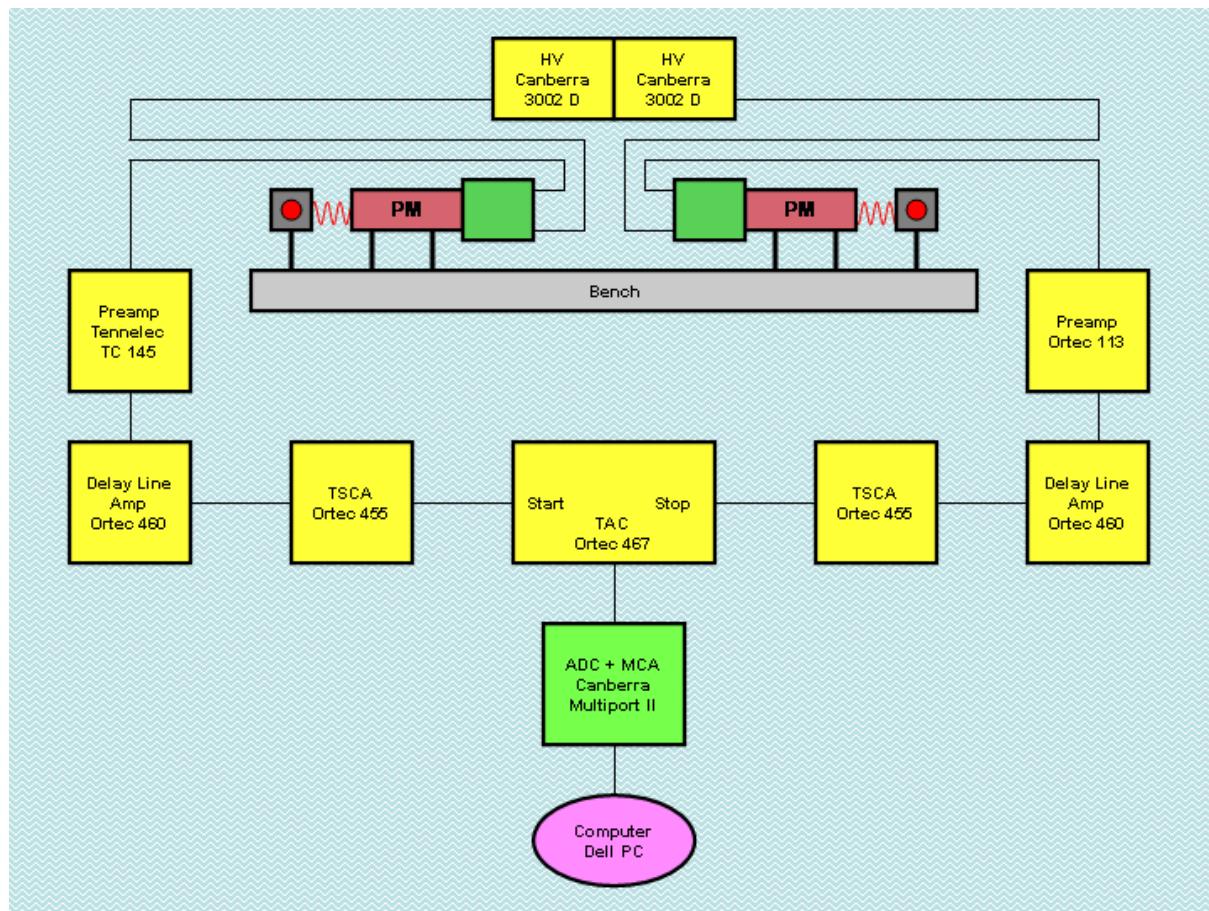 HV
Canberra
3002 D
HV
Canberra
3002 D
PM
PM
Bench
Preamp
Tennelec
TC 145
Preamp
Ortec 113
Delay Line
Amp
Ortec 460
TSCA
Ortec 455
Start
Stop
TAC
Ortec 467
TSCA
Ortec 455
Delay Line
Amp
Ortec 460
ADC + MCA
Canberra
Multiport II
Computer
Dell PC